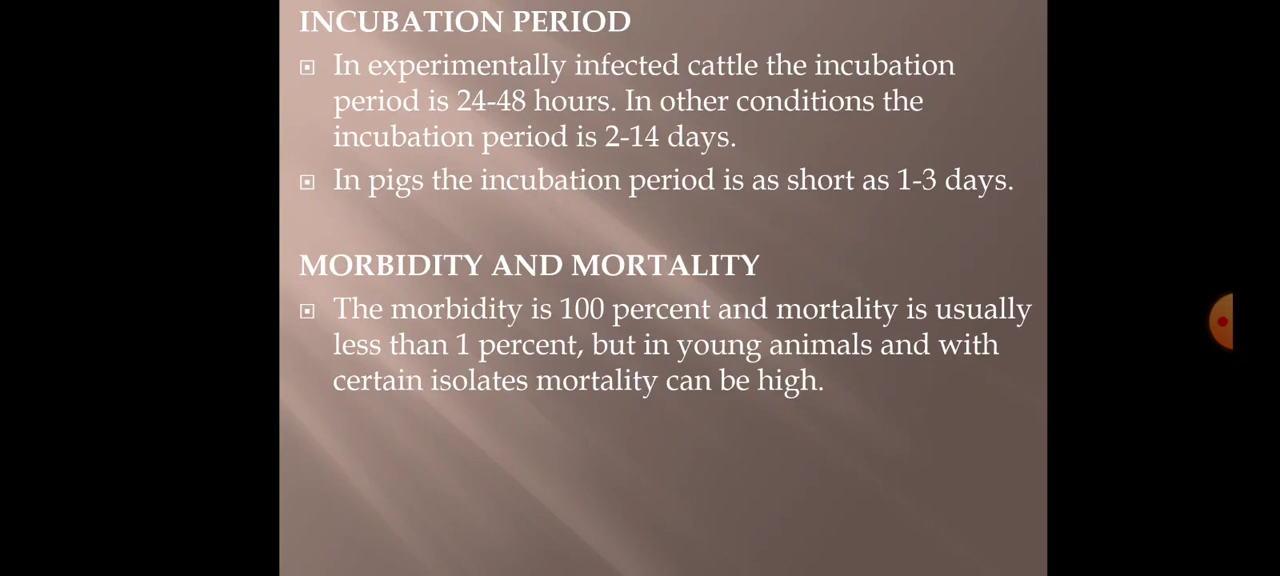 INCUBATION PERIOD
In experimentally infected cattle the incubation
period is 24-48 hours. In other conditions the
incubation period is 2-14 days.
In pigs the incubation period is as short as 1-3 days.
MORBIDITY AND MORTALITY
The morbidity is 100 percent and mortality is usually
less than 1 percent, but in young animals and with
certain isolates mortality can be high.